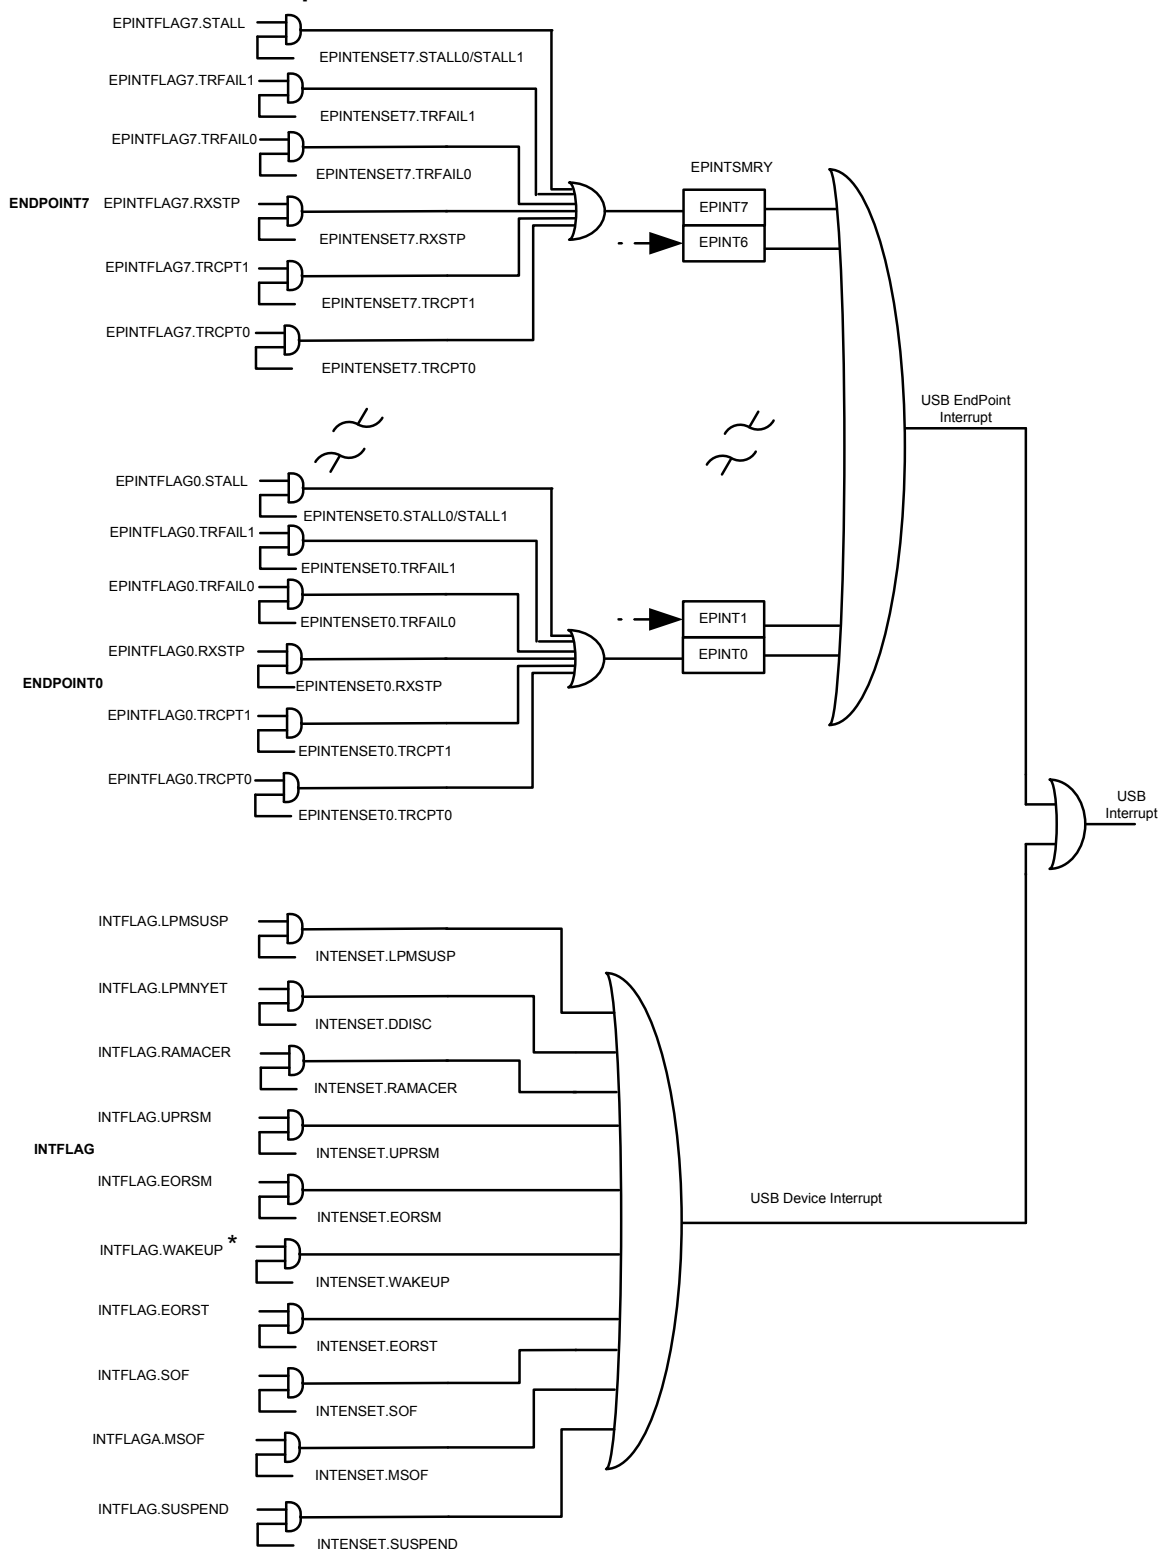 EPINTFLAG7.STALL
EPINTENSET7.STALL0/STALL1
EPINTFLAG7.TRFAIL1
EPINTENSET7.TRFAIL1
EPINTFLAG7.TRFAIL0
EPINTENSET7.TRFAIL0
ENDPOINT7
EPINTFLAG7.RXSTP
EPINTENSET7.RXSTP
EPINTFLAG7.TRCPT1
EPINTENSET7.TRCPT1
EPINTFLAG7.TRCPT0
EPINTENSET7.TRCPT0
EPINTSMRY
EPINT7
EPINT6
USB EndPoint
Interrupt
EPINTFLAG0.STALL
EPINTENSET0.STALL0/STALL1
EPINTFLAG0.TRFAIL1
EPINTENSET0.TRFAIL1
EPINTFLAG0.TRFAIL0
EPINTENSET0.TRFAIL0
EPINTFLAG0.RXSTP
EPINTENSET0.RXSTP
ENDPOINT0
EPINTFLAG0.TRCPT1
EPINTENSET0.TRCPT1
EPINTFLAG0.TRCPT0
EPINTENSET0.TRCPT0
EPINT1
EPINT0
USB
Interrupt
INTFLAG.LPMSUSP
INTENSET.LPMSUSP
INTFLAG.LPMNYET
INTENSET.DDISC
INTFLAG.RAMACER
INTENSET.RAMACER
INTFLAG.UPRSM
INTENSET.UPRSM
INTFLAG
INTFLAG.EORSM
INTENSET.EORSM
INTFLAG.WAKEUP *
INTENSET.WAKEUP
INTFLAG.EORST
INTENSET.EORST
INTFLAG.SOF
INTENSET.SOF
INTFLAGA.MSOF
INTENSET.MSOF
INTFLAG.SUSPEND
INTENSET.SUSPEND
USB Device Interrupt